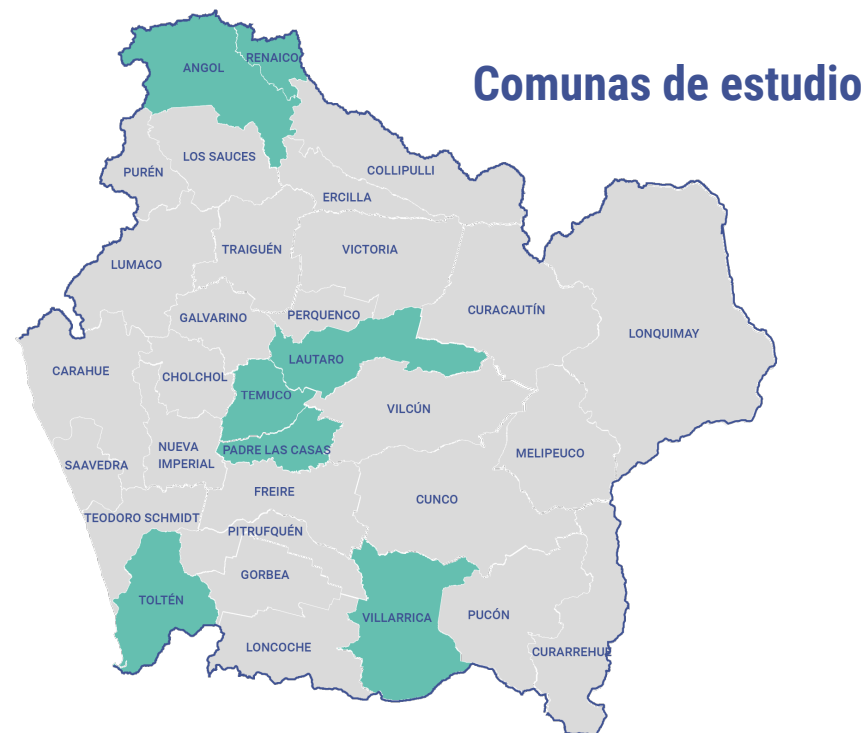 Comunas de estudio
ANGOL
RENAICO
PURÉN
LOS SAUCES
COLLIPULLI
ERCILLA
LUMACO
TRAIGUÉN
VICTORIA
GALVARINO
PERQUENCO
CURACAUTÍN
LONQUIMAY
CARAHUE
CHOLCHOL
LAUTARO
TEMUCO
VILCÚN
SAAVEDRA
NUEVA
IMPERIAL
PADRE LAS CASAS
MELIPEUCO
FREIRE
CUNCO
TEODORO SCHMIDT
PITRUFQUÉN
GORBEA
TOLTÉN
VILLARRICA
PUCÓN
LONCOCHE
CURARREHUE